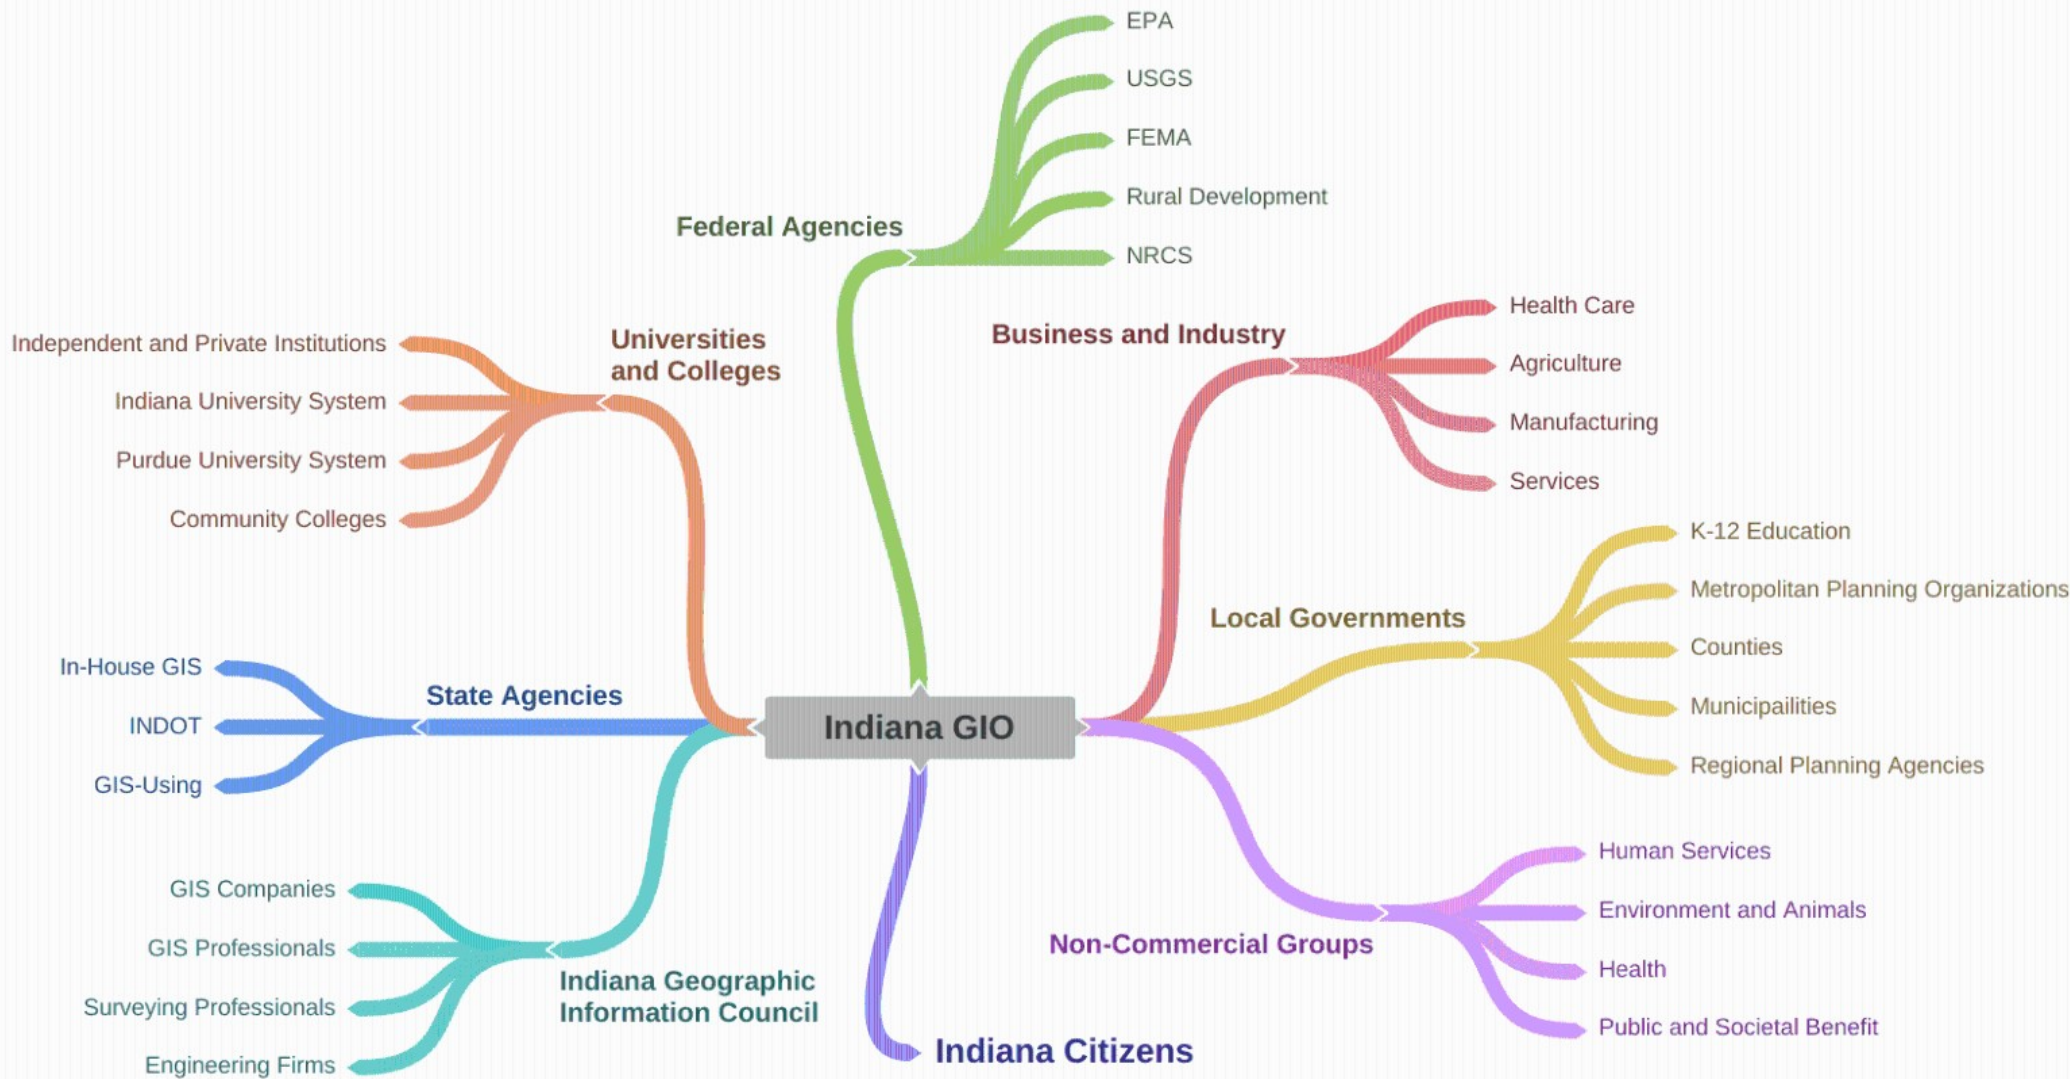 EPA
USGS
FEMA
Rural Development
NRCS
Federal Agencies
Business and Industry
Health Care
Agriculture
Manufacturing
Services
Universities
and Colleges
Independent and Private Institutions
Indiana University System
Purdue University System
Community Colleges
Local Governments
K-12 Education
Metropolitan Planning Organizations
Counties
Municipailities
Regional Planning Agencies
State Agencies
In-House GIS
INDOT
GIS-Using
Indiana GIO
Non-Commercial Groups
Human Services
Environment and Animals
Health
Public and Societal Benefit
Indiana Geographic
Information Council
GIS Companies
GIS Professionals
Surveying Professionals
Engineering Firms
Indiana Citizens